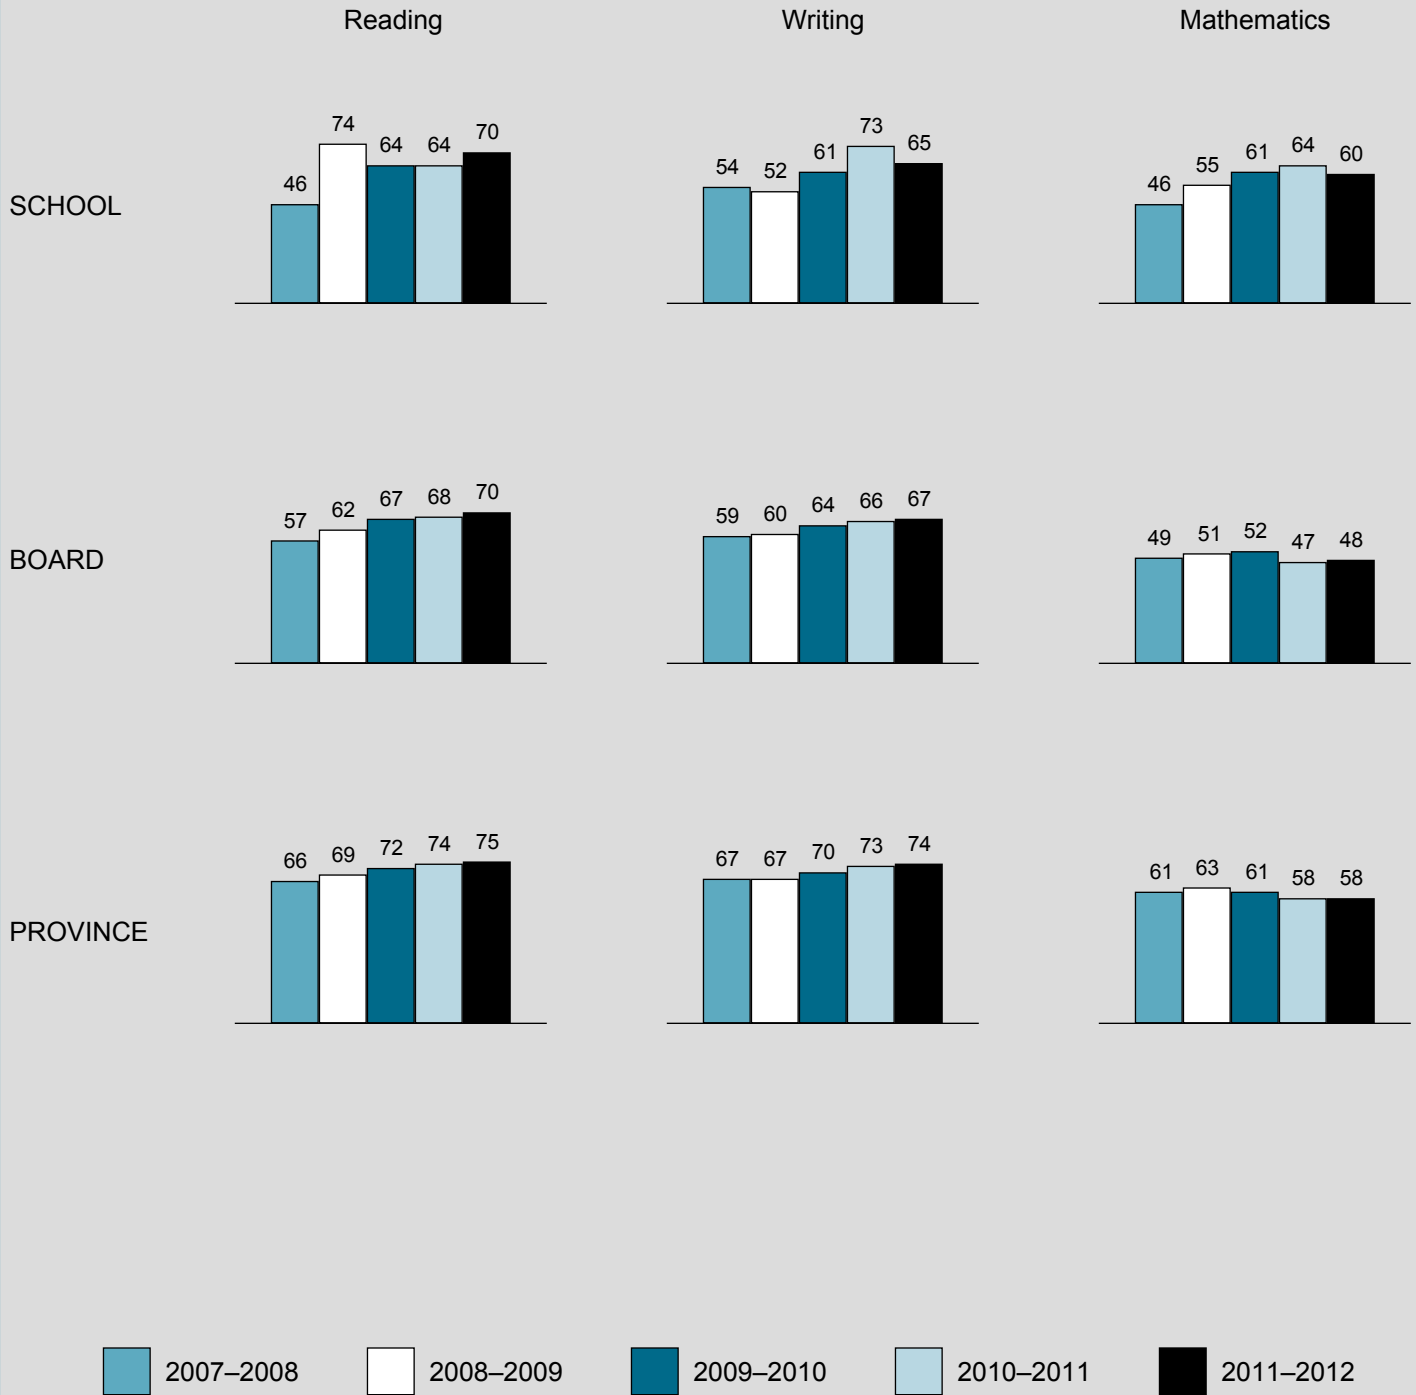 Reading Writing Mathematics
SCHOOL
46 74 64 64 70
54 52 61 73 65
46 55 61 64 60
BOARD
57 62 67 68 70
59 60 64 66 67
49 51 52 47 48
PROVINCE
66 69 72 74 75
67 67 70 73 74
61 63 61 58 58
2007–2008 2008–2009 2009–2010 2010–2011 2011–2012